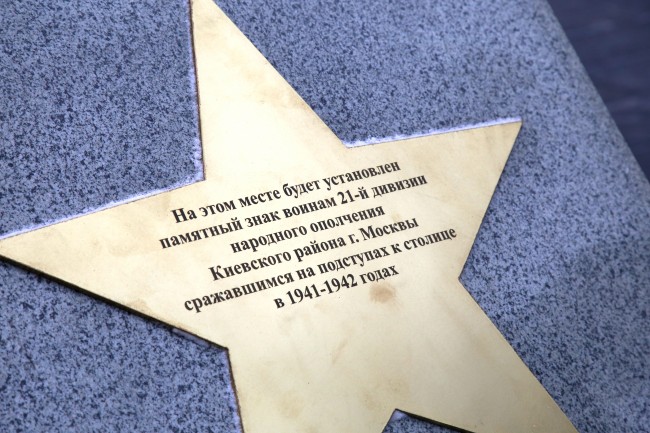 На этом месте будет установлен
памятный знак воинам 21-й дивизии
народного ополчения
Киевского района г. Москвы
сражавшимся на подступах к столице
в 1941-1942 годах